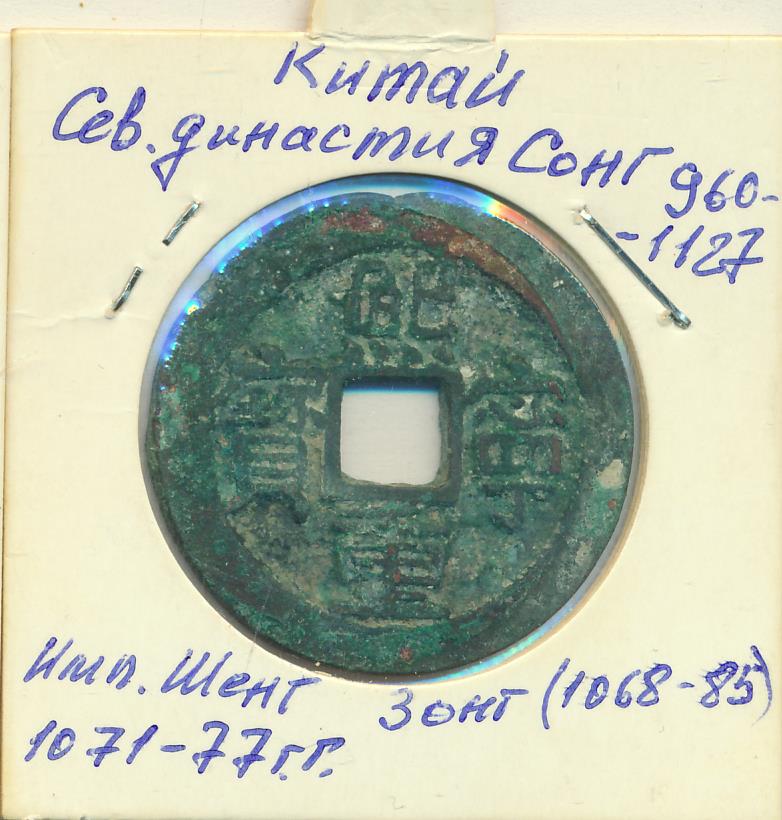 Китай
Сев. династия Сонг 960-
-1127
熙
寶 寧
重
Имп. Шенг Зонг (1068-85)
1071-77г.г.